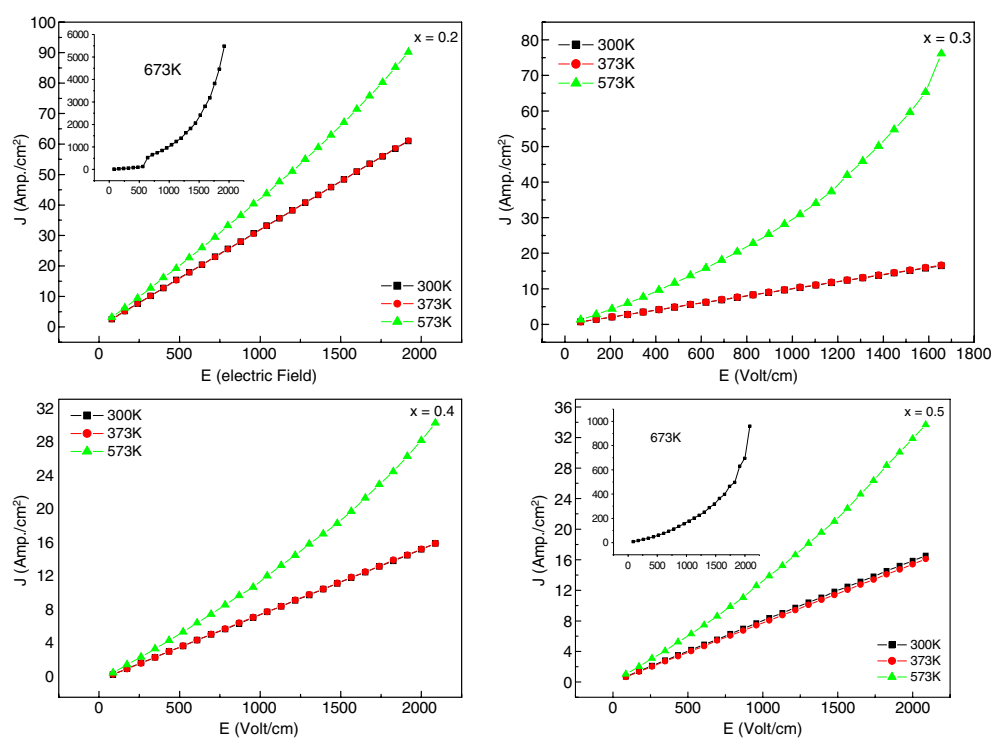 x = 0.2
673K
6000
5000
4000
3000
2000
1000
0
0 500 1000 1500 2000
100
90
80
70
60
50
40
30
20
10
0
J (Amp./cm²)
300K
373K
573K
0 500 1000 1500 2000
E (electric Field)
x = 0.3
300K
373K
573K
80
70
60
50
40
30
20
10
0
J (Amp./cm²)
0 200 400 600 800 1000 1200 1400 1600 1800
E (Volt/cm)
x = 0.4
300K
373K
573K
32
28
24
20
16
12
8
4
0
J (Amp./cm²)
0 500 1000 1500 2000
E (Volt/cm)
x = 0.5
673K
1000
800
600
400
200
0
0 500 1000 1500 2000
36
32
28
24
20
16
12
8
4
0
J (Amp./cm²)
300K
373K
573K
0 500 1000 1500 2000
E (Volt/cm)